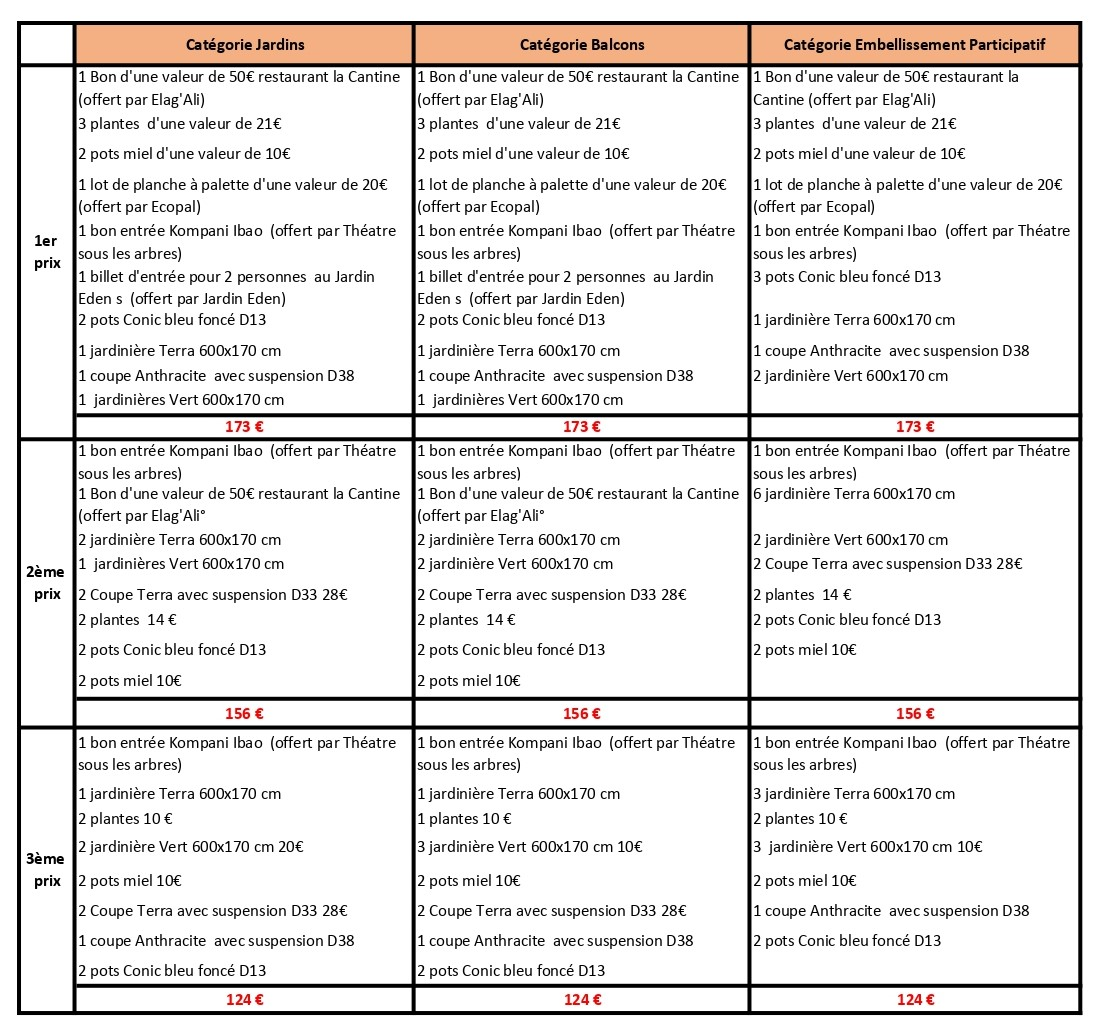 Catégorie Jardins
Catégorie Balcons
Catégorie Embellissement Participatif
1er
prix
1 Bon d'une valeur de 50€ restaurant la Cantine
(offert par Elag'Ali)
3 plantes  d'une valeur de 21€
2 pots miel d'une valeur de 10€
1 lot de planche à palette d'une valeur de 20€
(offert par Ecopal)
1 bon entrée Kompani Ibao  (offert par Théatre
sous les arbres)
1 billet d'entrée pour 2 personnes  au Jardin
Eden s  (offert par Jardin Eden)
2 pots Conic bleu foncé D13
1 jardinière Terra 600x170 cm
1 coupe Anthracite  avec suspension D38
1  jardinières Vert 600x170 cm
1 Bon d'une valeur de 50€ restaurant la Cantine
(offert par Elag'Ali)
3 plantes  d'une valeur de 21€
2 pots miel d'une valeur de 10€
1 lot de planche à palette d'une valeur de 20€
(offert par Ecopal)
1 bon entrée Kompani Ibao  (offert par Théatre
sous les arbres)
1 billet d'entrée pour 2 personnes  au Jardin
Eden s  (offert par Jardin Eden)
2 pots Conic bleu foncé D13
1 jardinière Terra 600x170 cm
1 coupe Anthracite  avec suspension D38
1  jardinières Vert 600x170 cm
1 Bon d'une valeur de 50€ restaurant la
Cantine (offert par Elag'Ali)
3 plantes  d'une valeur de 21€
2 pots miel d'une valeur de 10€
1 lot de planche à palette d'une valeur de 20€
(offert par Ecopal)
1 bon entrée Kompani Ibao  (offert par Théatre
sous les arbres)
3 pots Conic bleu foncé D13
1 jardinière Terra 600x170 cm
1 coupe Anthracite  avec suspension D38
2 jardinière Vert 600x170 cm
173 €
173 €
173 €
2ème
prix
1 bon entrée Kompani Ibao  (offert par Théatre
sous les arbres)
1 Bon d'une valeur de 50€ restaurant la Cantine
(offert par Elag'Ali°
2 jardinière Terra 600x170 cm
1  jardinières Vert 600x170 cm
2 Coupe Terra avec suspension D33 28€
2 plantes  14 €
2 pots Conic bleu foncé D13
2 pots miel 10€
1 bon entrée Kompani Ibao  (offert par Théatre
sous les arbres)
1 Bon d'une valeur de 50€ restaurant la Cantine
(offert par Elag'Ali°
2 jardinière Terra 600x170 cm
2 jardinière Vert 600x170 cm
2 Coupe Terra avec suspension D33 28€
2 plantes  14 €
2 pots Conic bleu foncé D13
2 pots miel 10€
1 bon entrée Kompani Ibao  (offert par Théatre
sous les arbres)
6 jardinière Terra 600x170 cm
2 jardinière Vert 600x170 cm
2 Coupe Terra avec suspension D33 28€
2 plantes  14 €
2 pots Conic bleu foncé D13
2 pots miel 10€
156 €
156 €
156 €
3ème
prix
1 bon entrée Kompani Ibao  (offert par Théatre
sous les arbres)
1 jardinière Terra 600x170 cm
2 plantes 10 €
2 jardinière Vert 600x170 cm 20€
2 pots miel 10€
2 Coupe Terra avec suspension D33 28€
1 coupe Anthracite  avec suspension D38
2 pots Conic bleu foncé D13
1 bon entrée Kompani Ibao  (offert par Théatre
sous les arbres)
1 jardinière Terra 600x170 cm
1 plantes 10 €
3 jardinière Vert 600x170 cm 10€
2 pots miel 10€
2 Coupe Terra avec suspension D33 28€
1 coupe Anthracite  avec suspension D38
2 pots Conic bleu foncé D13
1 bon entrée Kompani Ibao  (offert par Théatre
sous les arbres)
3 jardinière Terra 600x170 cm
2 plantes 10 €
3  jardinière Vert 600x170 cm 10€
2 pots miel 10€
1 coupe Anthracite  avec suspension D38
2 pots Conic bleu foncé D13
124 €
124 €
124 €